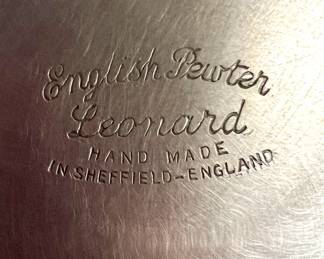 English Pewter
Leonard
HAND MADE
IN SHEFFIELD-ENGLAND